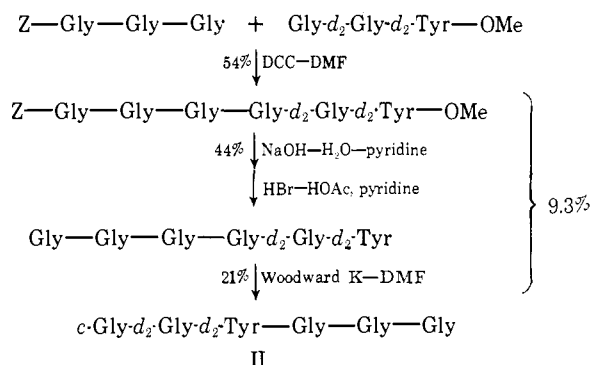 Z—Gly—Gly—Gly + Gly-d₂-Gly-d₂-Tyr—OMe
54% DCC—DMF
Z—Gly—Gly—Gly—Gly-d₂-Gly-d₂-Tyr—OMe
44% NaOH—H₂O—pyridine
HBr—HOAc, pyridine
9.3%
Gly—Gly—Gly—Gly-d₂-Gly-d₂-Tyr
21% Woodward K—DMF
c-Gly-d₂-Gly-d₂-Tyr—Gly—Gly—Gly
II